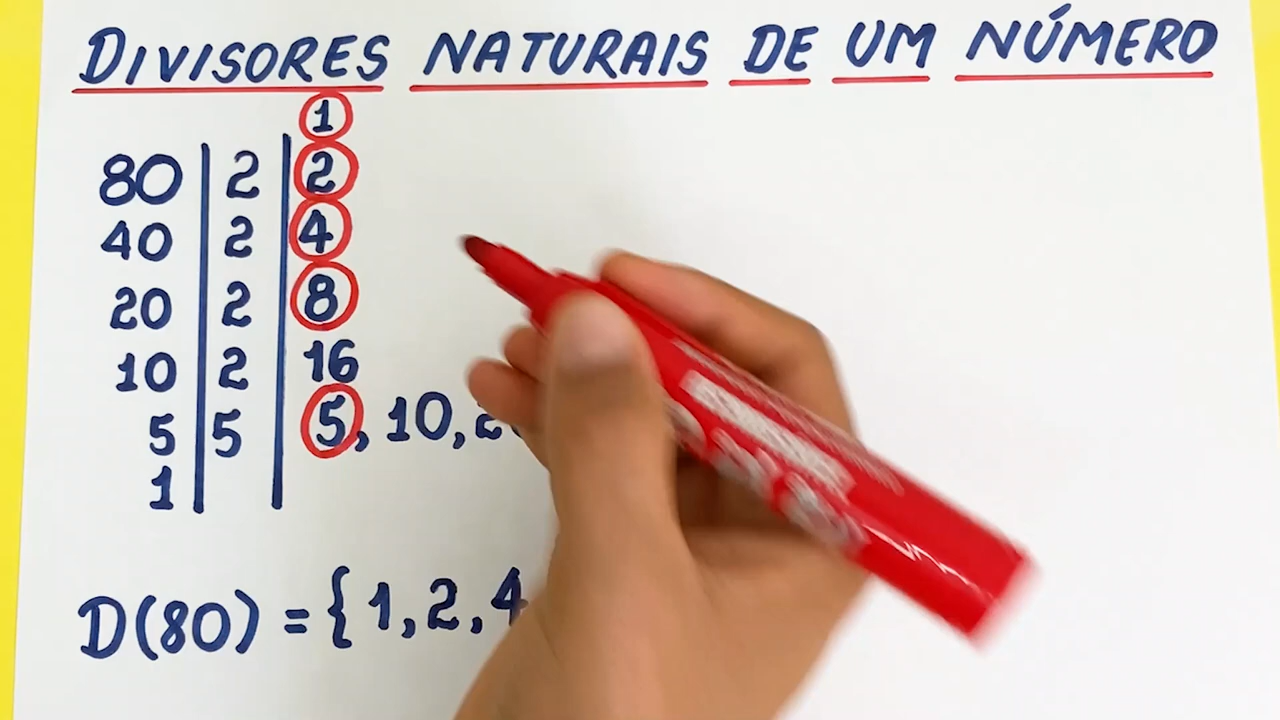 DIVISORES NATURAIS DE UM NÚMERO
1
80 2 2
40 2 4
20 2 8
10 2 16
5 5 5, 10,
1
D(80) = { 1, 2, 4